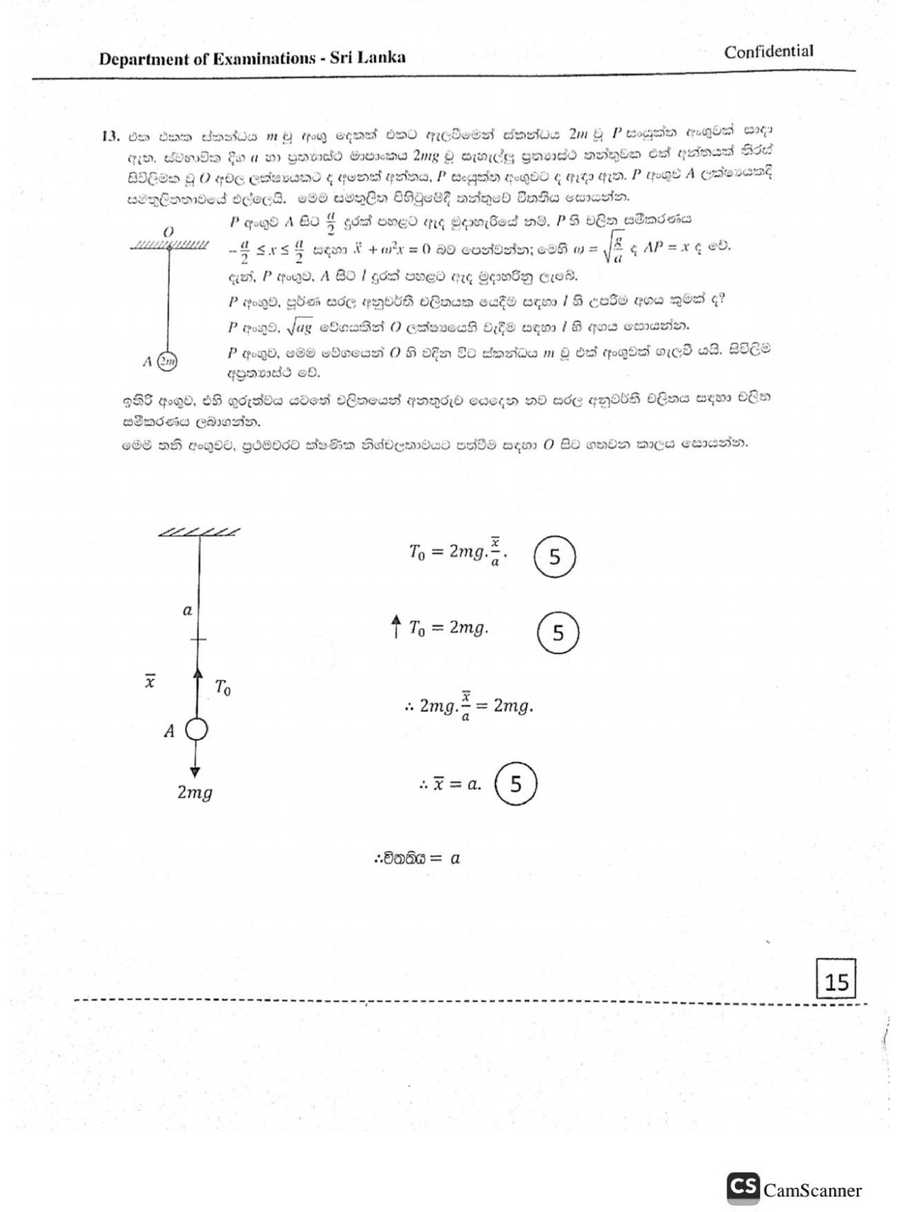 Department of Examinations - Sri Lanka
Confidential
13. එක එකක ස්කන්ධය m වූ අංශු දෙකක් එකට ඇලවීමෙන් ස්කන්ධය 2m වූ P සංයුක්ත අංශුවක් සාදා
ඇත. ස්වභාවික දිග a හා ප්‍රත්‍යාස්ථ මාපාංකය 2mg වූ සැහැල්ලු ප්‍රත්‍යාස්ථ තන්තුවක එක් අන්තයක් තිරස්
සිවිලිමක වූ O අචල ලක්ෂ්‍යයකට ද අනෙක් අන්තය, P සංයුක්ත අංශුවට ද ඈඳා ඇත. P අංශුව A ලක්ෂ්‍යයකදී
සමතුලිතතාවයේ එල්ලෙයි. මෙම සමතුලිත පිහිටුමේදී තන්තුවේ විතතිය සොයන්න.
P අංශුව A සිට a/2 දුරක් පහළට ඇද මුදාහැරියේ නම්, P හි චලිත සමීකරණය
-a/2 ≤ x ≤ a/2 සඳහා ẍ + ω²x = 0 බව පෙන්වන්න; මෙහි ω = √(g/a) ද AP = x ද වේ.
දැන්, P අංශුව, A සිට l දුරක් පහළට ඇද මුදාහරිනු ලැබේ.
P අංශුව, පූර්ණ සරල අනුවර්තී චලිතයක යෙදීම සඳහා l හි උපරිම අගය කුමක් ද?
P අංශුව, √ag වේගයකින් O ලක්ෂ්‍යයෙහි වැදීම සඳහා l හි අගය සොයන්න.
P අංශුව, මෙම වේගයෙන් O හි වදින විට ස්කන්ධය m වූ එක් අංශුවක් ගැලවී යයි. සිවිලිම
අප්‍රත්‍යාස්ථ වේ.
ඉතිරි අංශුව, එහි ගුරුත්වය යටතේ චලිතයෙන් අනතුරුව යෙදෙන නව සරල අනුවර්තී චලිතය සඳහා චලිත
සමීකරණය ලබාගන්න.
මෙම තනි අංශුවට, ප්‍රථමවරට ක්ෂණික නිශ්චලතාවයට පත්වීම සඳහා O සිට ගතවන කාලය සොයන්න.
O
A 2m
a
x̅
T₀
A
2mg
T₀ = 2mg.x̅/a. 5
↑ T₀ = 2mg. 5
∴ 2mg.x̅/a = 2mg.
∴ x̅ = a. 5
∴විතතිය = a
15
CS CamScanner